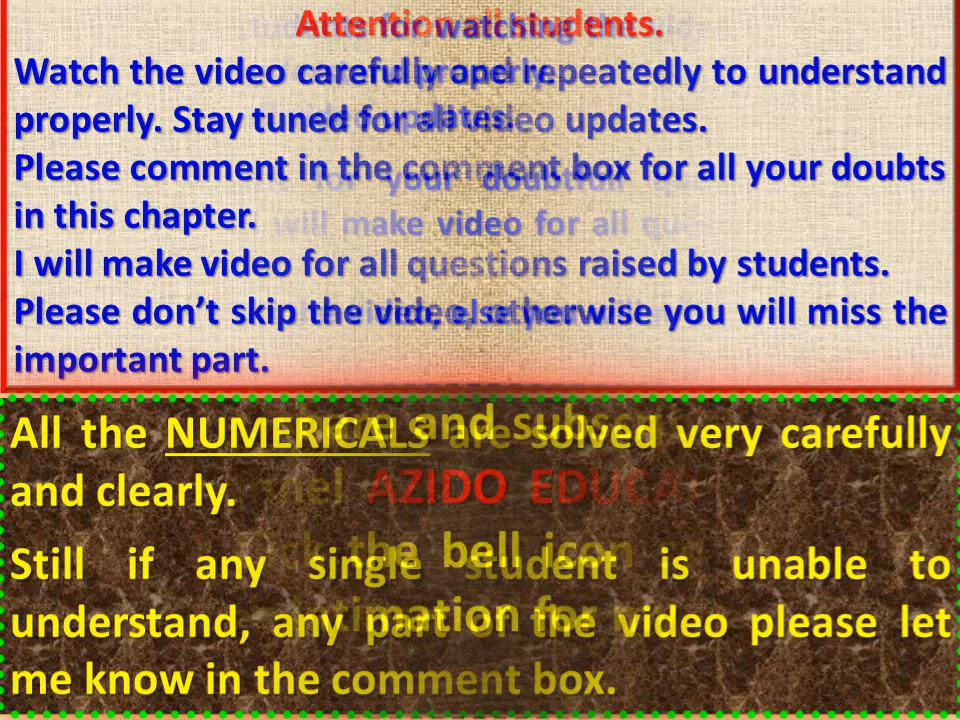 Attention all students.
Watch the video carefully and repeatedly to understand
properly. Stay tuned for all video updates.
Please comment in the comment box for all your doubts
in this chapter.
I will make video for all questions raised by students.
Please don’t skip the video, otherwise you will miss the
important part.
All the NUMERICALS are solved very carefully
and clearly.
AZIDO
the bell icon
Still if any single student is unable to
understand, any part of the video please let
me know in the comment box.